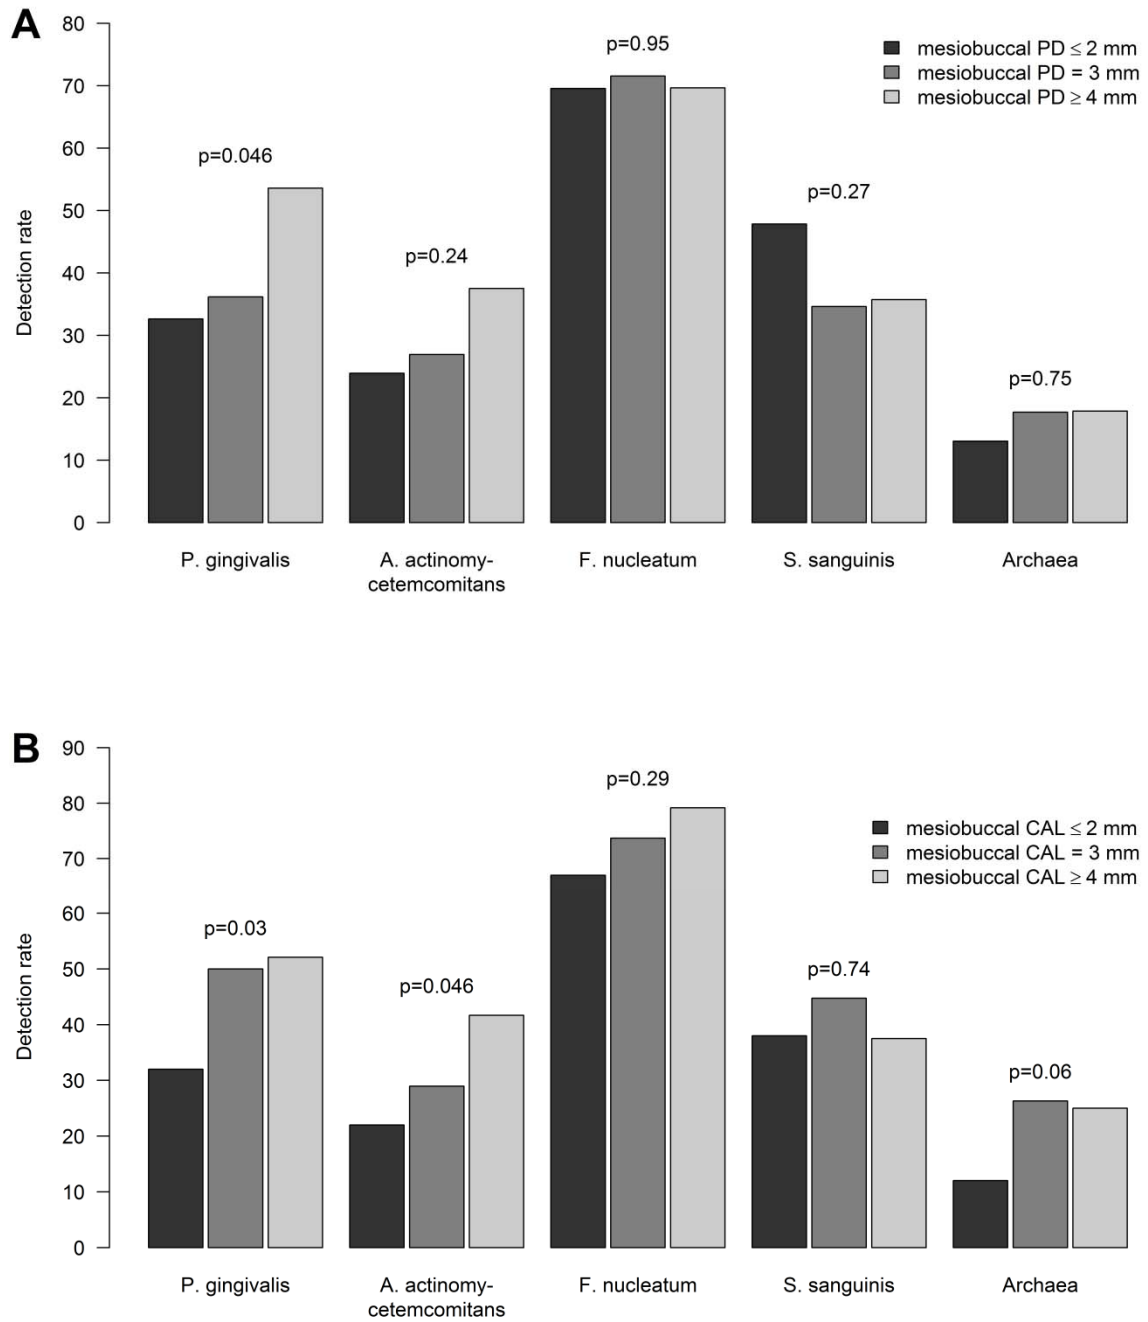 A
80
70
60
50
40
30
20
10
0
Detection rate
p=0.046
p=0.24
p=0.95
p=0.27
p=0.75
mesiobuccal PD ≤ 2 mm
mesiobuccal PD = 3 mm
mesiobuccal PD ≥ 4 mm
P. gingivalis
A. actinomy-
cetemcomitans
F. nucleatum
S. sanguinis
Archaea
B
90
80
70
60
50
40
30
20
10
0
Detection rate
p=0.03
p=0.046
p=0.29
p=0.74
p=0.06
mesiobuccal CAL ≤ 2 mm
mesiobuccal CAL = 3 mm
mesiobuccal CAL ≥ 4 mm
P. gingivalis
A. actinomy-
cetemcomitans
F. nucleatum
S. sanguinis
Archaea